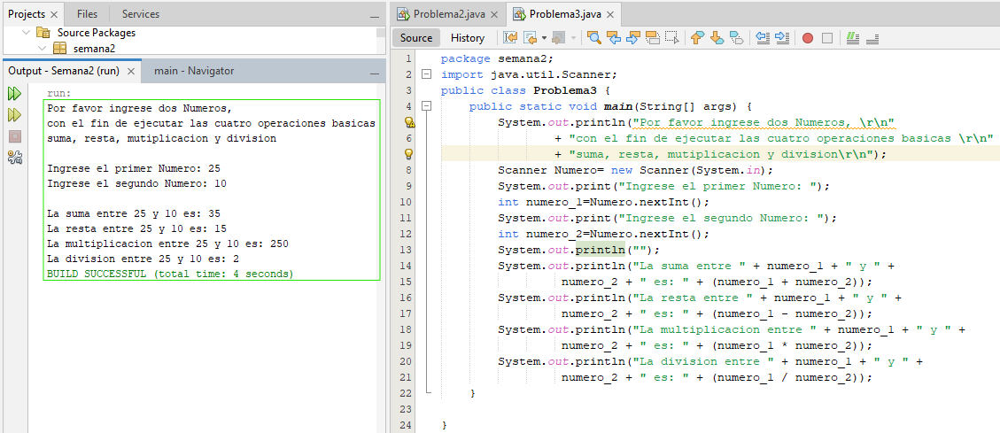 Projects × Files Services
Source Packages
semana2
Output - Semana2 (run) × main - Navigator
run:
Por favor ingrese dos Numeros,
con el fin de ejecutar las cuatro operaciones basicas
suma, resta, mutiplicacion y division
Ingrese el primer Numero: 25
Ingrese el segundo Numero: 10
La suma entre 25 y 10 es: 35
La resta entre 25 y 10 es: 15
La multiplicacion entre 25 y 10 es: 250
La division entre 25 y 10 es: 2
BUILD SUCCESSFUL (total time: 4 seconds)
Problema2.java × Problema3.java ×
Source History
1 package semana2;
2 import java.util.Scanner;
3 public class Problema3 {
4 public static void main(String[] args) {
System.out.println("Por favor ingrese dos Numeros, \r\n"
6 + "con el fin de ejecutar las cuatro operaciones basicas \r\n"
+ "suma, resta, mutiplicacion y division\r\n");
8 Scanner Numero= new Scanner(System.in);
9 System.out.print("Ingrese el primer Numero: ");
10 int numero_1=Numero.nextInt();
11 System.out.print("Ingrese el segundo Numero: ");
12 int numero_2=Numero.nextInt();
13 System.out.println("");
14 System.out.println("La suma entre " + numero_1 + " y " +
15 numero_2 + " es: " + (numero_1 + numero_2));
16 System.out.println("La resta entre " + numero_1 + " y " +
17 numero_2 + " es: " + (numero_1 - numero_2));
18 System.out.println("La multiplicacion entre " + numero_1 + " y " +
19 numero_2 + " es: " + (numero_1 * numero_2));
20 System.out.println("La division entre " + numero_1 + " y " +
21 numero_2 + " es: " + (numero_1 / numero_2));
22 }
23
24 }